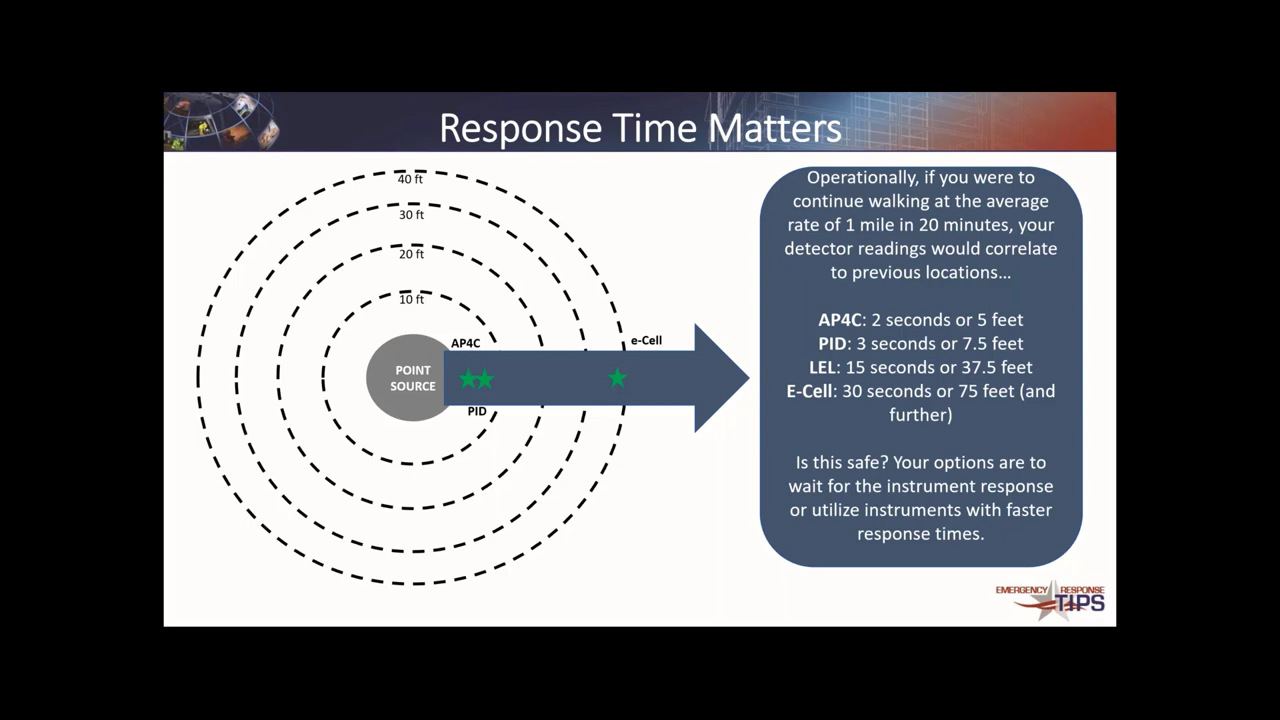 Response Time Matters
40 ft
30 ft
20 ft
10 ft
AP4C
e-Cell
POINT
SOURCE
PID
Operationally, if you were to
continue walking at the average
rate of 1 mile in 20 minutes, your
detector readings would correlate
to previous locations…
AP4C: 2 seconds or 5 feet
PID: 3 seconds or 7.5 feet
LEL: 15 seconds or 37.5 feet
E-Cell: 30 seconds or 75 feet (and
further)
Is this safe? Your options are to
wait for the instrument response
or utilize instruments with faster
response times.
EMERGENCY RESPONSE
TIPS